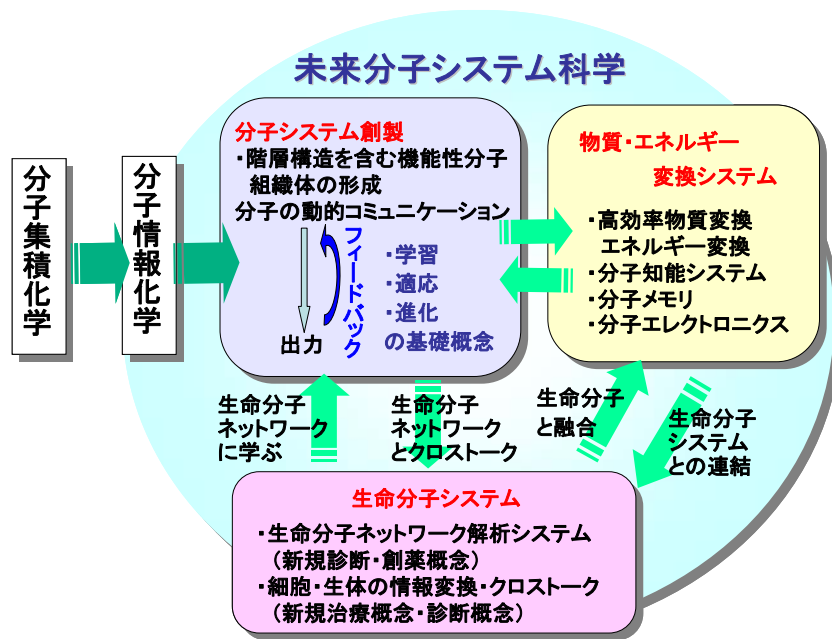 未来分子システム科学
分子集積化学
分子情報化学
分子システム創製
・階層構造を含む機能性分子
組織体の形成
分子の動的コミュニケーション
フィードバック
・学習
・適応
・進化
の基礎概念
出力
物質・エネルギー
変換システム
・高効率物質変換
エネルギー変換
・分子知能システム
・分子メモリ
・分子エレクトロニクス
生命分子
ネットワーク
に学ぶ
生命分子
ネットワーク
とクロストーク
生命分子
と融合
生命分子
システム
との連結
生命分子システム
・生命分子ネットワーク解析システム
（新規診断・創薬概念）
・細胞・生体の情報変換・クロストーク
（新規治療概念・診断概念）